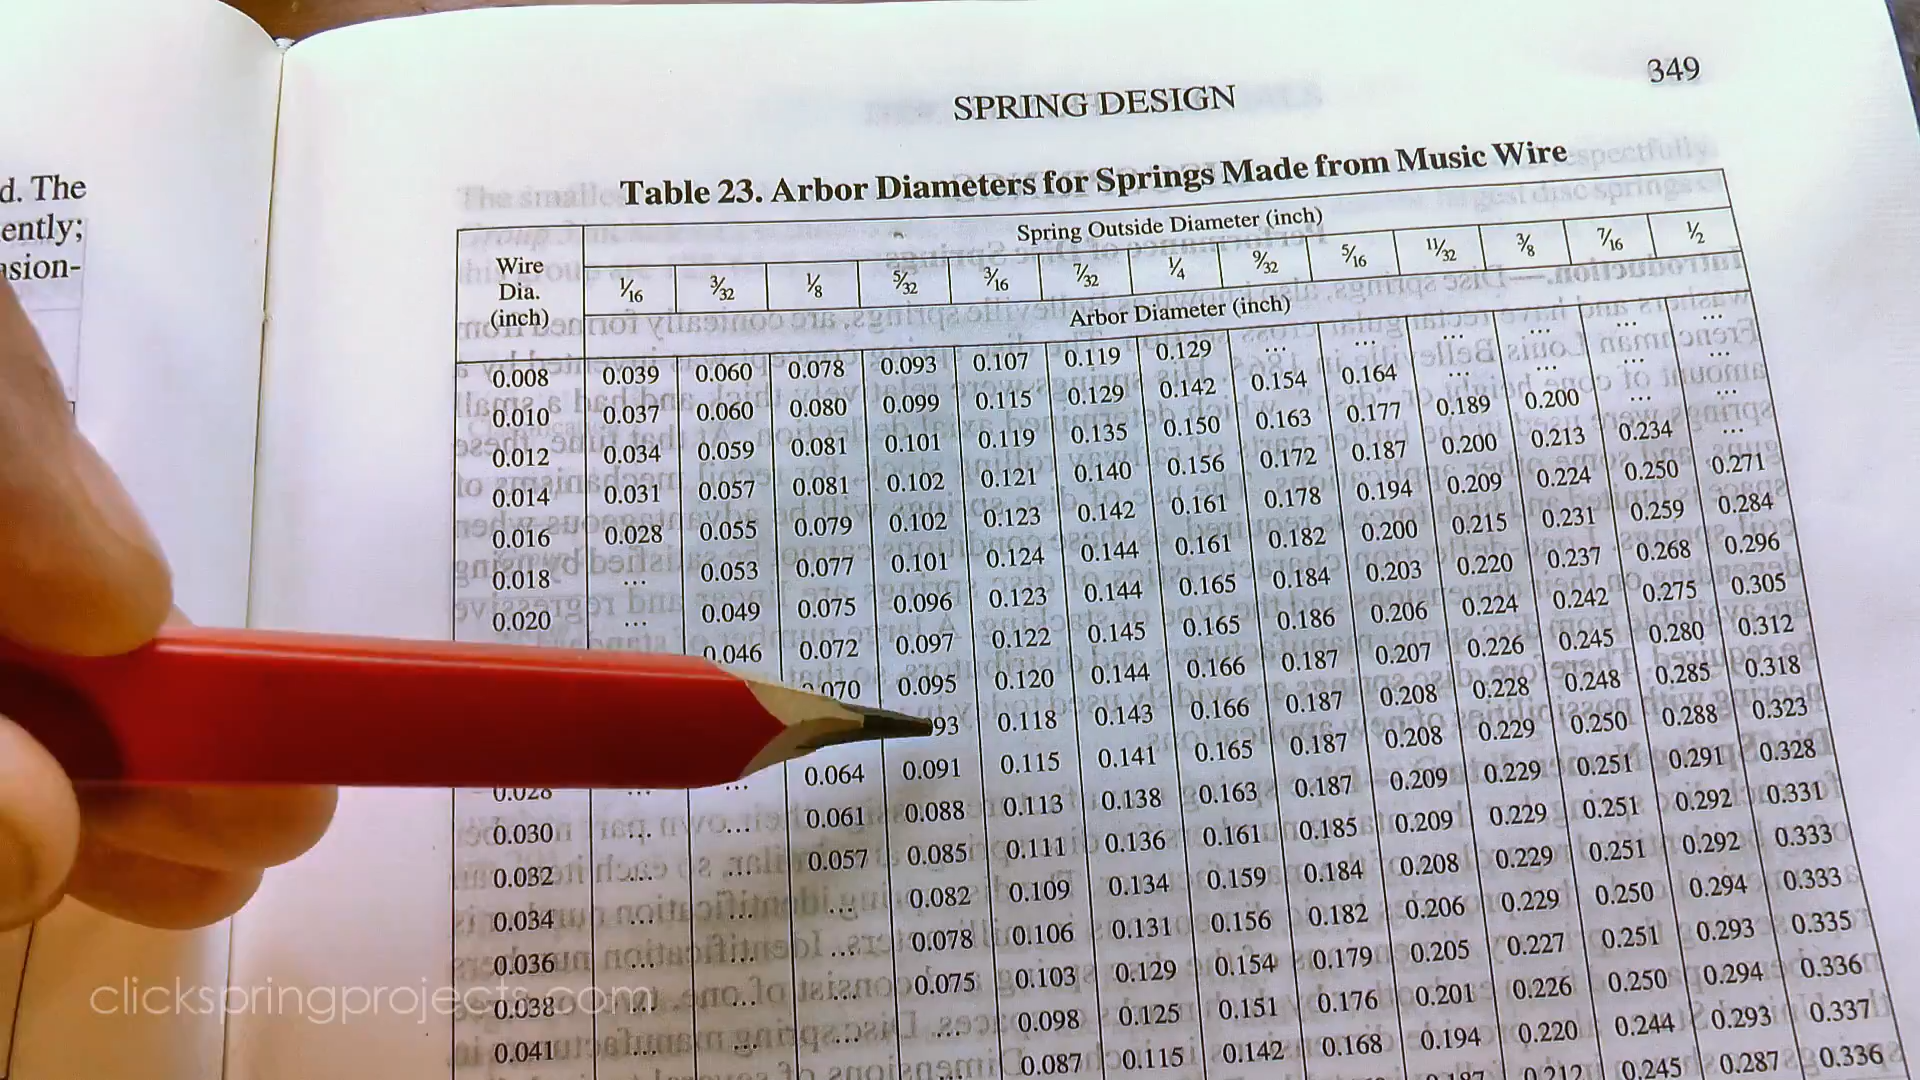 349
SPRING DESIGN
Table 23. Arbor Diameters for Springs Made from Music Wire
Wire Dia. (inch)
Spring Outside Diameter (inch)
1/16 3/32 1/8 5/32 3/16 7/32 1/4 9/32 5/16 11/32 3/8 7/16 1/2
Arbor Diameter (inch)
0.008 0.039 0.060 0.078 0.093 0.107 0.119 0.129 ... ... ... ... ... ...
0.010 0.037 0.060 0.080 0.099 0.115 0.129 0.142 0.154 0.164 ... ... ... ...
0.012 0.034 0.059 0.081 0.101 0.119 0.135 0.150 0.163 0.177 0.189 0.200 ... ...
0.014 0.031 0.057 0.081 0.102 0.121 0.140 0.156 0.172 0.187 0.200 0.213 0.234 ...
0.016 0.028 0.055 0.079 0.102 0.123 0.142 0.161 0.178 0.194 0.209 0.224 0.250 0.271
0.018 ... 0.053 0.077 0.101 0.124 0.144 0.161 0.182 0.200 0.215 0.231 0.259 0.284
0.020 ... 0.049 0.075 0.096 0.123 0.144 0.165 0.184 0.203 0.220 0.237 0.268 0.296
0.046 0.072 0.097 0.122 0.145 0.165 0.186 0.206 0.224 0.242 0.275 0.305
0.070 0.095 0.120 0.144 0.166 0.187 0.207 0.226 0.245 0.280 0.312
93 0.118 0.143 0.166 0.187 0.208 0.228 0.248 0.285 0.318
0.028 ... ... 0.064 0.091 0.115 0.141 0.165 0.187 0.208 0.229 0.250 0.288 0.323
0.030 ... ... 0.061 0.088 0.113 0.138 0.163 0.187 0.209 0.229 0.251 0.291 0.328
0.032 ... ... 0.057 0.085 0.111 0.136 0.161 0.185 0.209 0.229 0.251 0.292 0.331
0.034 ... ... ... 0.082 0.109 0.134 0.159 0.184 0.208 0.229 0.251 0.292 0.333
0.036 ... ... ... 0.078 0.106 0.131 0.156 0.182 0.206 0.229 0.250 0.294 0.333
0.038 ... ... ... 0.075 0.103 0.129 0.154 0.179 0.205 0.227 0.251 0.293 0.335
0.041 ... ... ... ... 0.098 0.125 0.151 0.176 0.201 0.226 0.250 0.294 0.336
0.087 0.115 0.142 0.168 0.194 0.220 0.244 0.293 0.337
0.212 0.245 0.287 0.336
d. The
ently;
sion-
clickspringprojects.com